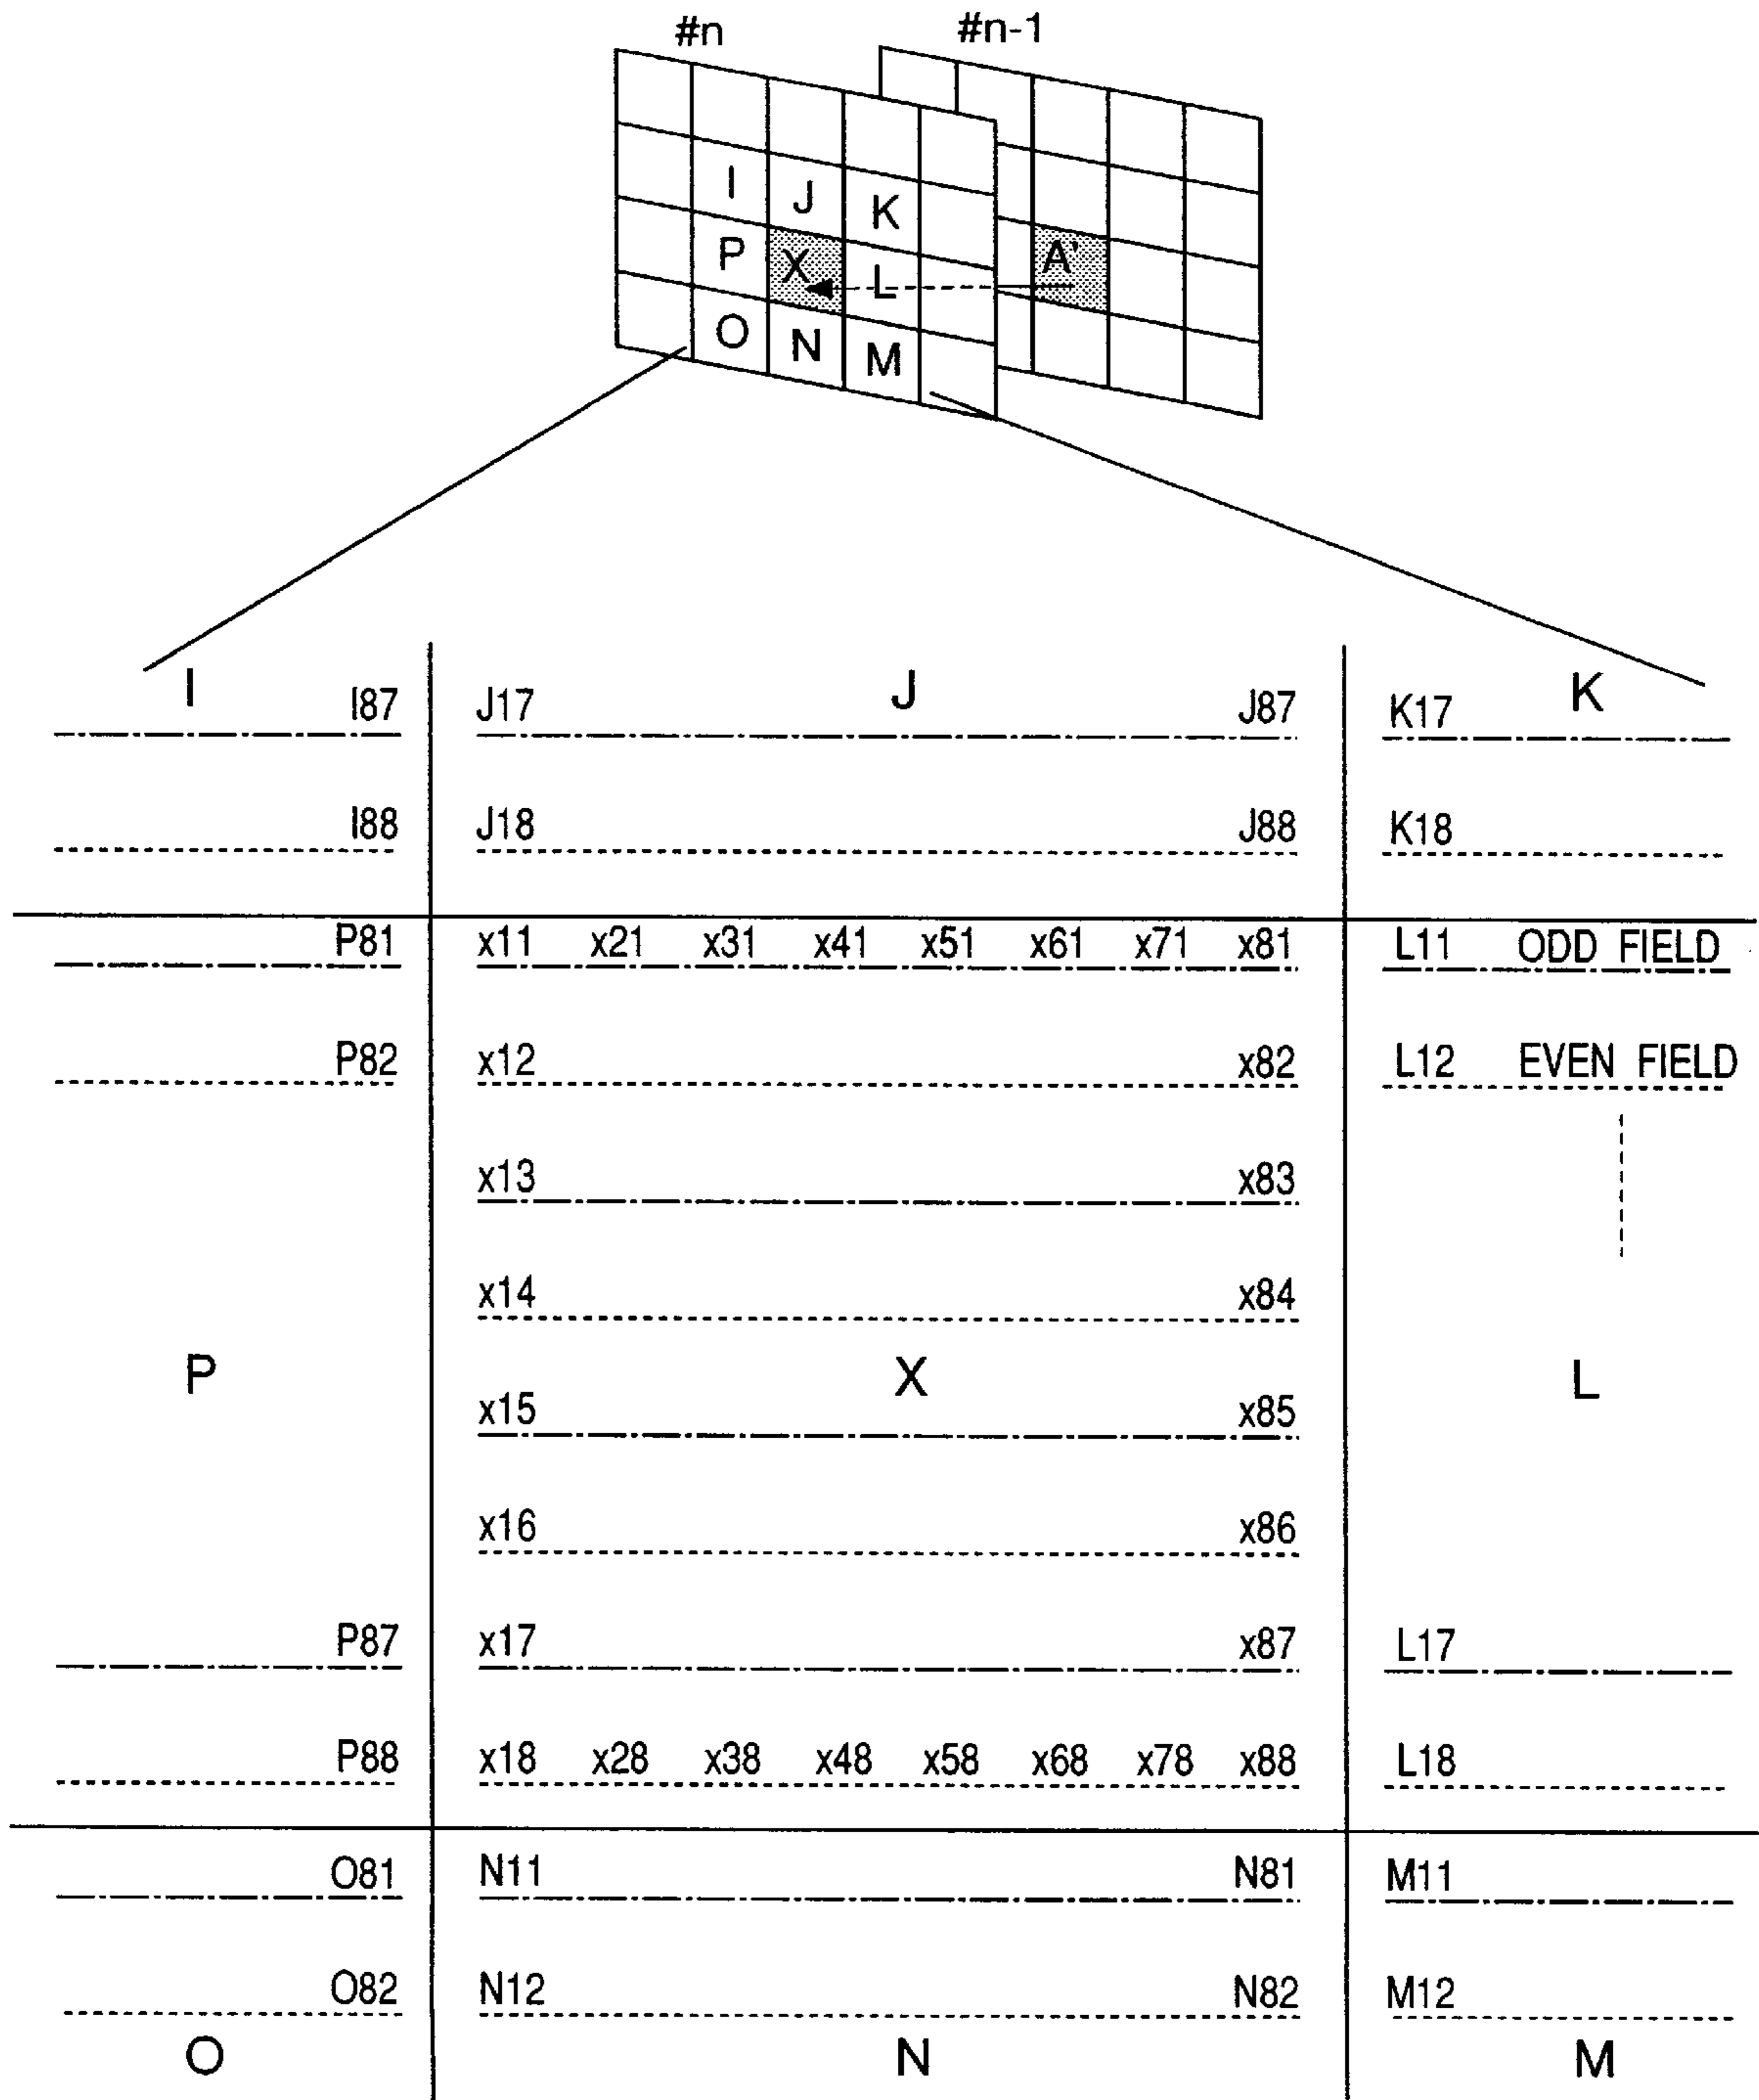 #n #n-1
I J K
P X L A'
O N M
I J K
I87 J17 J87 K17
I88 J18 J88 K18
P81 x11 x21 x31 x41 x51 x61 x71 x81 L11 ODD FIELD
P82 x12 x82 L12 EVEN FIELD
x13 x83
x14 x84
P X L
x15 x85
x16 x86
P87 x17 x87 L17
P88 x18 x28 x38 x48 x58 x68 x78 x88 L18
O81 N11 N81 M11
O82 N12 N82 M12
O N M